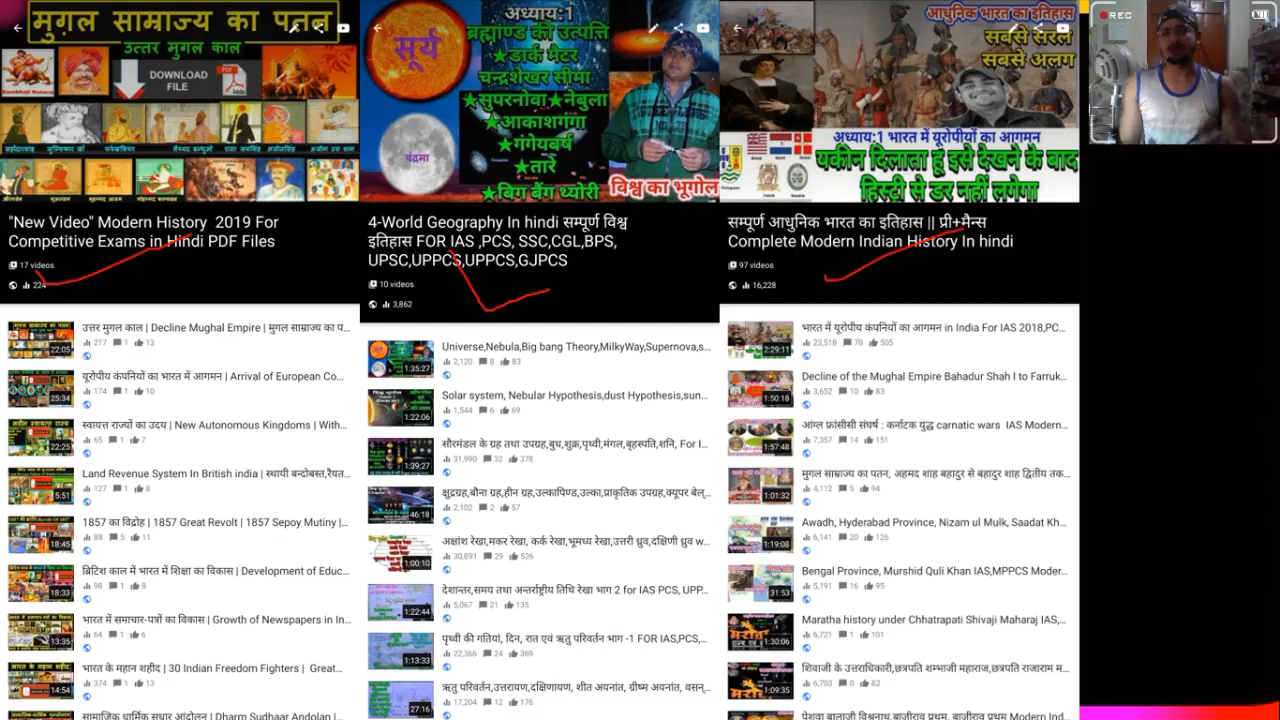 मुगल साम्राज्य का पतन
उत्तर मुगल काल
DOWNLOAD
FILE
PDF
"New Video" Modern History 2019 For
Competitive Exams in Hindi PDF Files
17 videos
224
उत्तर मुगल काल | Decline Mughal Empire | मुगल साम्राज्य का प...
217 1 13
22:05
यूरोपीय कंपनियों का भारत में आगमन | Arrival of European Co...
174 1 10
25:34
स्वायत्त राज्यों का उदय | New Autonomous Kingdoms | With...
65 1 7
22:25
Land Revenue System In British india | स्थायी बन्दोबस्त,रैयत...
127 1 8
5:51
1857 का विद्रोह | 1857 Great Revolt | 1857 Sepoy Mutiny |...
88 5 11
18:45
ब्रिटिश काल में भारत में शिक्षा का विकास | Development of Educ...
98 1 8
18:33
भारत में समाचार-पत्रों का विकास | Growth of Newspapers in In...
64 1 6
13:35
भारत के महान शहीद | 30 Indian Freedom Fighters | Great...
374 1 13
14:54
सामाजिक धार्मिक सुधार आंदोलन | Dharm Sudhaar Andolan |...
अध्याय:1
ब्रह्माण्ड की उत्पत्ति
★डार्क मैटर
चन्द्रशेखर सीमा
★सुपरनोवा★नेबुला
★आकाशगंगा
★गंगेयबर्ष
★तारे
★बिग बैंग थ्योरी
सूर्य
चंद्रमा
विश्व का भूगोल
4-World Geography In hindi सम्पूर्ण विश्व
इतिहास FOR IAS ,PCS, SSC,CGL,BPS,
UPSC,UPPCS,UPPCS,GJPCS
10 videos
3,862
Universe,Nebula,Big bang Theory,MilkyWay,Supernova,s...
2,120 8 83
1:35:27
Solar system, Nebular Hypothesis,dust Hypothesis,sun...
1,544 6 69
1:22:06
सौरमंडल के ग्रह तथा उपग्रह,बुध,शुक्र,पृथ्वी,मंगल,बृहस्पति,शनि, For I...
31,990 32 378
1:39:27
क्षुद्रग्रह,बौना ग्रह,हीन ग्रह,उल्कापिण्ड,उल्का,प्राकृतिक उपग्रह,क्यूपर बेल्...
2,102 2 57
46:18
अक्षांश रेखा,मकर रेखा, कर्क रेखा,भूमध्य रेखा,उत्तरी ध्रुव,दक्षिणी ध्रुव w...
30,891 29 526
1:00:10
देशान्तर,समय तथा अन्तर्राष्ट्रीय तिथि रेखा भाग 2 for IAS PCS, UPP...
5,067 21 135
1:22:44
पृथ्वी की गतियां, दिन, रात एवं ऋतु परिवर्तन भाग -1 FOR IAS,PCS,...
22,366 24 369
1:13:33
ऋतु परिवर्तन,उत्तरायण,दक्षिणायण, शीत अयनांत, ग्रीष्म अयनांत, वसन्...
17,204 12 176
27:16
आधुनिक भारत का इतिहास
सबसे सरल
सबसे अलग
अध्याय:1 भारत में यूरोपीयों का आगमन
यकीन दिलाता हूं इसे देखने के बाद
हिस्ट्री से डर नहीं लगेगा
सम्पूर्ण आधुनिक भारत का इतिहास || प्री+मैन्स
Complete Modern Indian History In hindi
97 videos
16,228
भारत में यूरोपीय कंपनियों का आगमन in India For IAS 2018,PC...
23,518 70 505
2:29:11
Decline of the Mughal Empire Bahadur Shah I to Farruk...
3,652 10 83
1:50:18
आंग्ल फ्रांसीसी संघर्ष : कर्नाटक युद्ध carnatic wars IAS Modern...
7,357 14 151
1:57:48
मुगल साम्राज्य का पतन, अहमद शाह बहादुर से बहादुर शाह द्वितीय तक...
4,112 5 94
1:01:32
Awadh, Hyderabad Province, Nizam ul Mulk, Saadat Kh...
6,141 20 126
1:19:08
Bengal Province, Murshid Quli Khan IAS,MPPCS Moder...
5,191 16 95
31:53
Maratha history under Chhatrapati Shivaji Maharaj IAS,...
6,721 1 101
1:30:06
शिवाजी के उत्तराधिकारी,छत्रपति शम्भाजी महाराज,छत्रपति राजाराम म...
6,703 0 82
1:09:35
पेशवा बालाजी विश्वनाथ,बाजीराव प्रथम, बाजीराव प्रथम Modern Ind...
REC